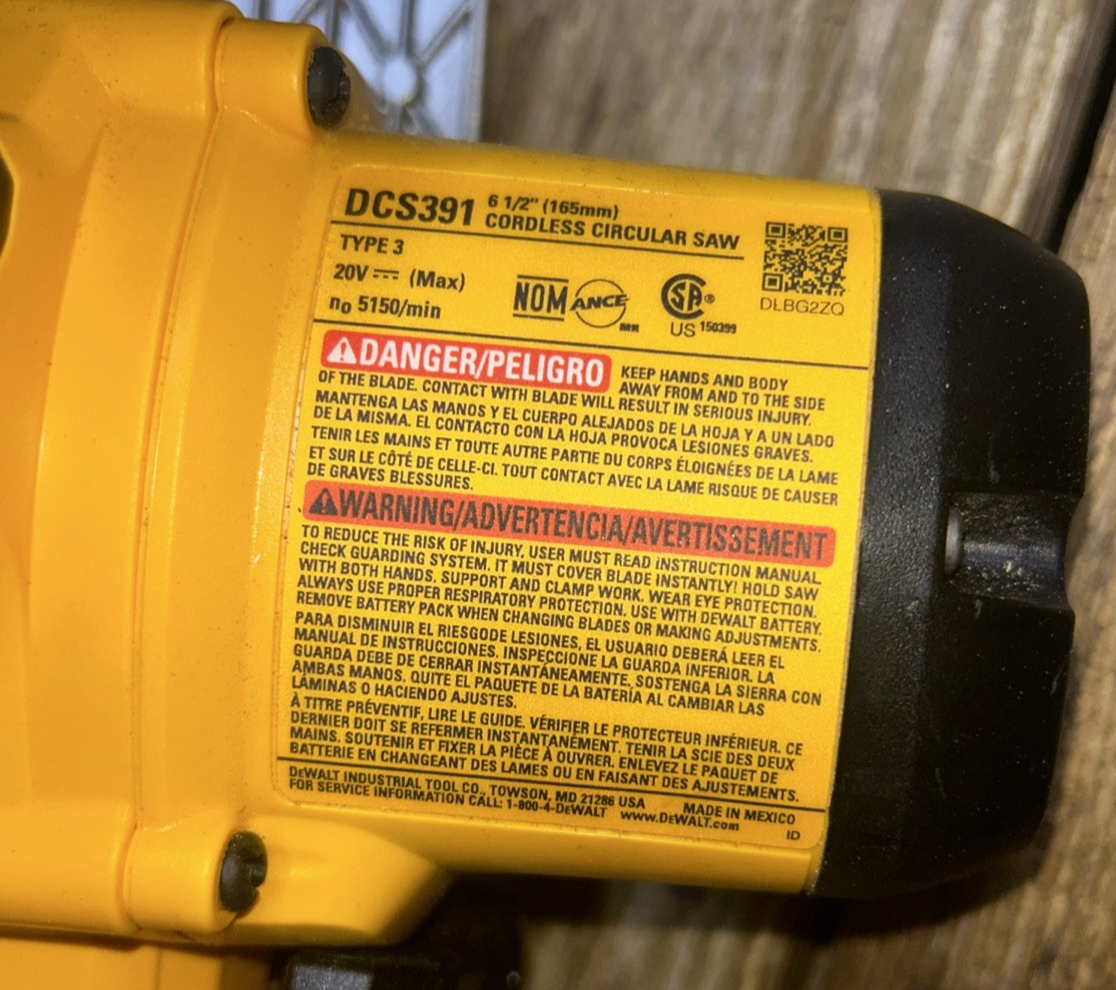 DCS391 6 1/2" (165mm)
CORDLESS CIRCULAR SAW
TYPE 3
20V ⎓ (Max)
n₀ 5150/min
NOM ANCE MR
SA® US 150399
DLBG2ZQ
⚠DANGER/PELIGRO KEEP HANDS AND BODY
AWAY FROM AND TO THE SIDE
OF THE BLADE. CONTACT WITH BLADE WILL RESULT IN SERIOUS INJURY.
MANTENGA LAS MANOS Y EL CUERPO ALEJADOS DE LA HOJA Y A UN LADO
DE LA MISMA. EL CONTACTO CON LA HOJA PROVOCA LESIONES GRAVES.
TENIR LES MAINS ET TOUTE AUTRE PARTIE DU CORPS ÉLOIGNÉES DE LA LAME
ET SUR LE CÔTÉ DE CELLE-CI. TOUT CONTACT AVEC LA LAME RISQUE DE CAUSER
DE GRAVES BLESSURES.
⚠WARNING/ADVERTENCIA/AVERTISSEMENT
TO REDUCE THE RISK OF INJURY, USER MUST READ INSTRUCTION MANUAL.
CHECK GUARDING SYSTEM. IT MUST COVER BLADE INSTANTLY! HOLD SAW
WITH BOTH HANDS. SUPPORT AND CLAMP WORK. WEAR EYE PROTECTION.
ALWAYS USE PROPER RESPIRATORY PROTECTION. USE WITH DEWALT BATTERY.
REMOVE BATTERY PACK WHEN CHANGING BLADES OR MAKING ADJUSTMENTS.
PARA DISMINUIR EL RIESGODE LESIONES, EL USUARIO DEBERÁ LEER EL
MANUAL DE INSTRUCCIONES. INSPECCIONE LA GUARDA INFERIOR. LA
GUARDA DEBE DE CERRAR INSTANTÁNEAMENTE, SOSTENGA LA SIERRA CON
AMBAS MANOS. QUITE EL PAQUETE DE LA BATERÍA AL CAMBIAR LAS
LÁMINAS O HACIENDO AJUSTES.
À TITRE PRÉVENTIF, LIRE LE GUIDE. VÉRIFIER LE PROTECTEUR INFÉRIEUR. CE
DERNIER DOIT SE REFERMER INSTANTANÉMENT. TENIR LA SCIE DES DEUX
MAINS. SOUTENIR ET FIXER LA PIÈCE À OUVRER. ENLEVEZ LE PAQUET DE
BATTERIE EN CHANGEANT DES LAMES OU EN FAISANT DES AJUSTEMENTS.
DEWALT INDUSTRIAL TOOL CO., TOWSON, MD 21286 USA MADE IN MEXICO
FOR SERVICE INFORMATION CALL: 1-800-4-DEWALT www.DEWALT.com ID